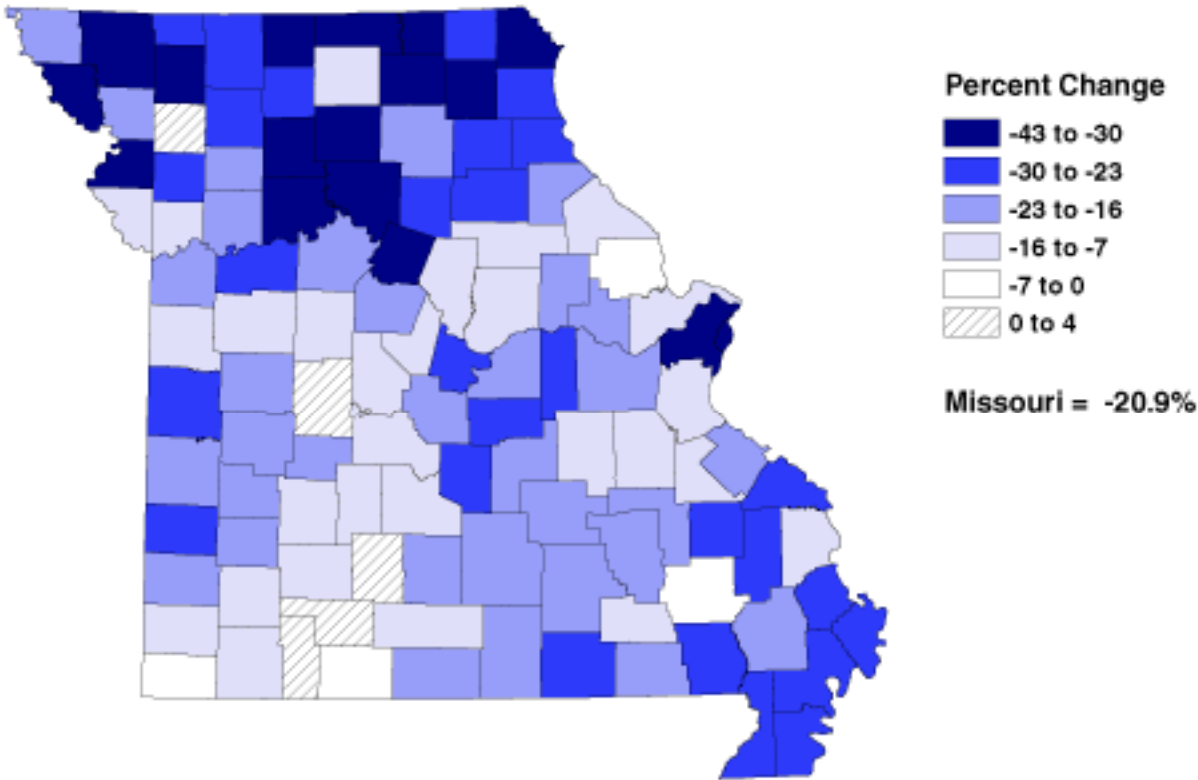 Percent Change
-43 to -30
-30 to -23
-23 to -16
-16 to -7
-7 to 0
0 to 4
Missouri = -20.9%